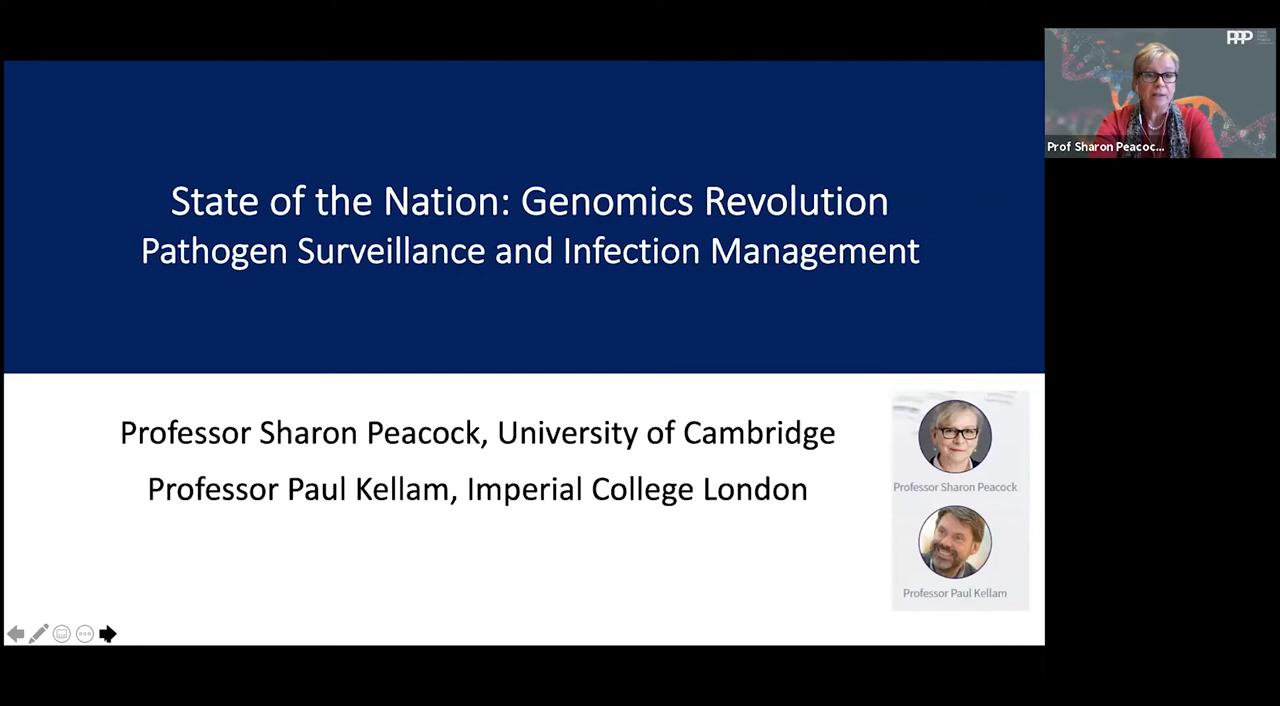 State of the Nation: Genomics Revolution
Pathogen Surveillance and Infection Management
Professor Sharon Peacock, University of Cambridge
Professor Paul Kellam, Imperial College London
Professor Sharon Peacock
Professor Paul Kellam
PPP
Prof Sharon Peacoc...